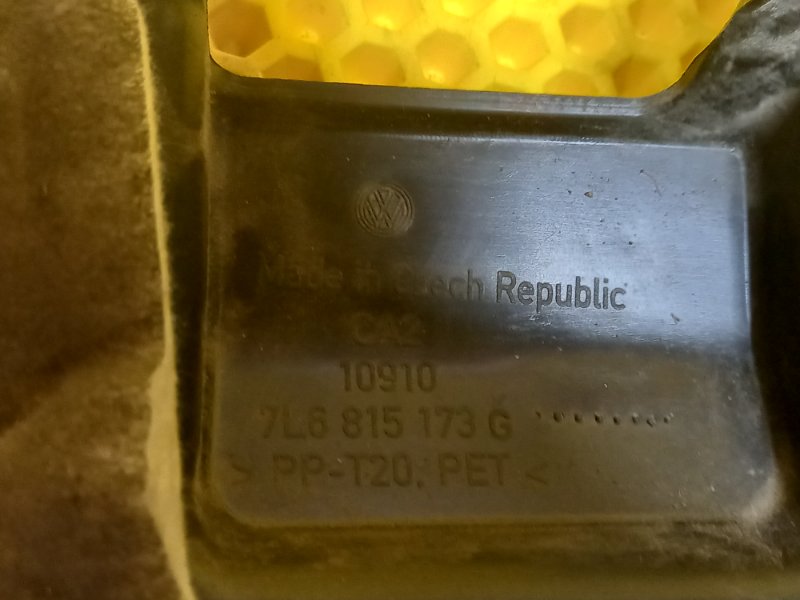 Made in Czech Republic
CA2
10910
7L6 815 173 G
> PP-T20, PET <